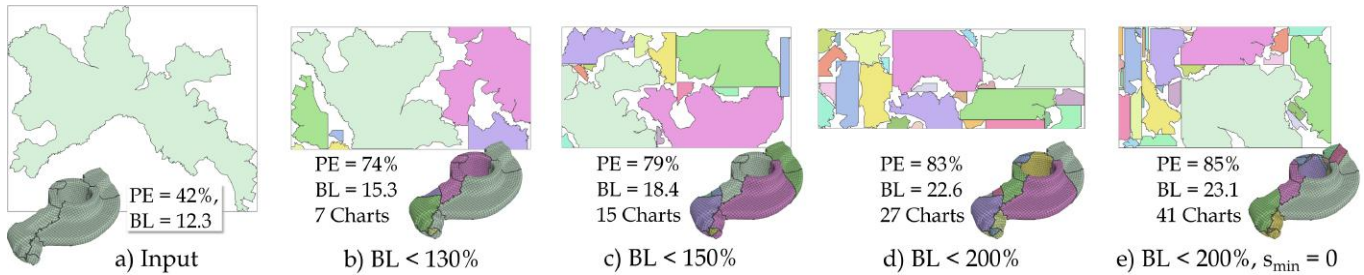 PE = 42%,
BL = 12.3
a) Input
PE = 74%
BL = 15.3
7 Charts
b) BL < 130%
PE = 79%
BL = 18.4
15 Charts
c) BL < 150%
PE = 83%
BL = 22.6
27 Charts
d) BL < 200%
PE = 85%
BL = 23.1
41 Charts
e) BL < 200%, smin = 0